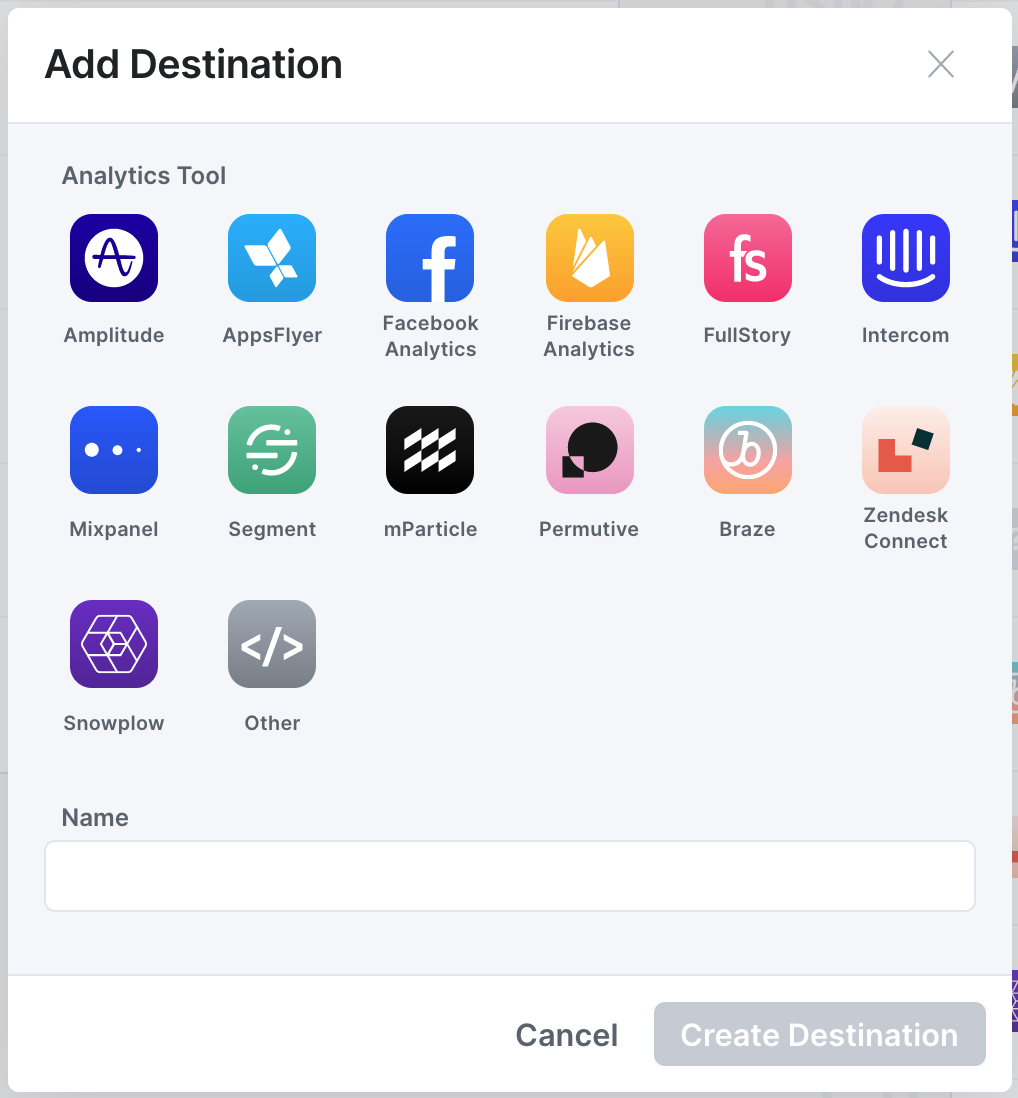 Add Destination
Analytics Tool
Amplitude AppsFlyer Facebook Analytics Firebase Analytics FullStory Intercom
Mixpanel Segment mParticle Permutive Braze Zendesk Connect
Snowplow Other
Name
Cancel Create Destination